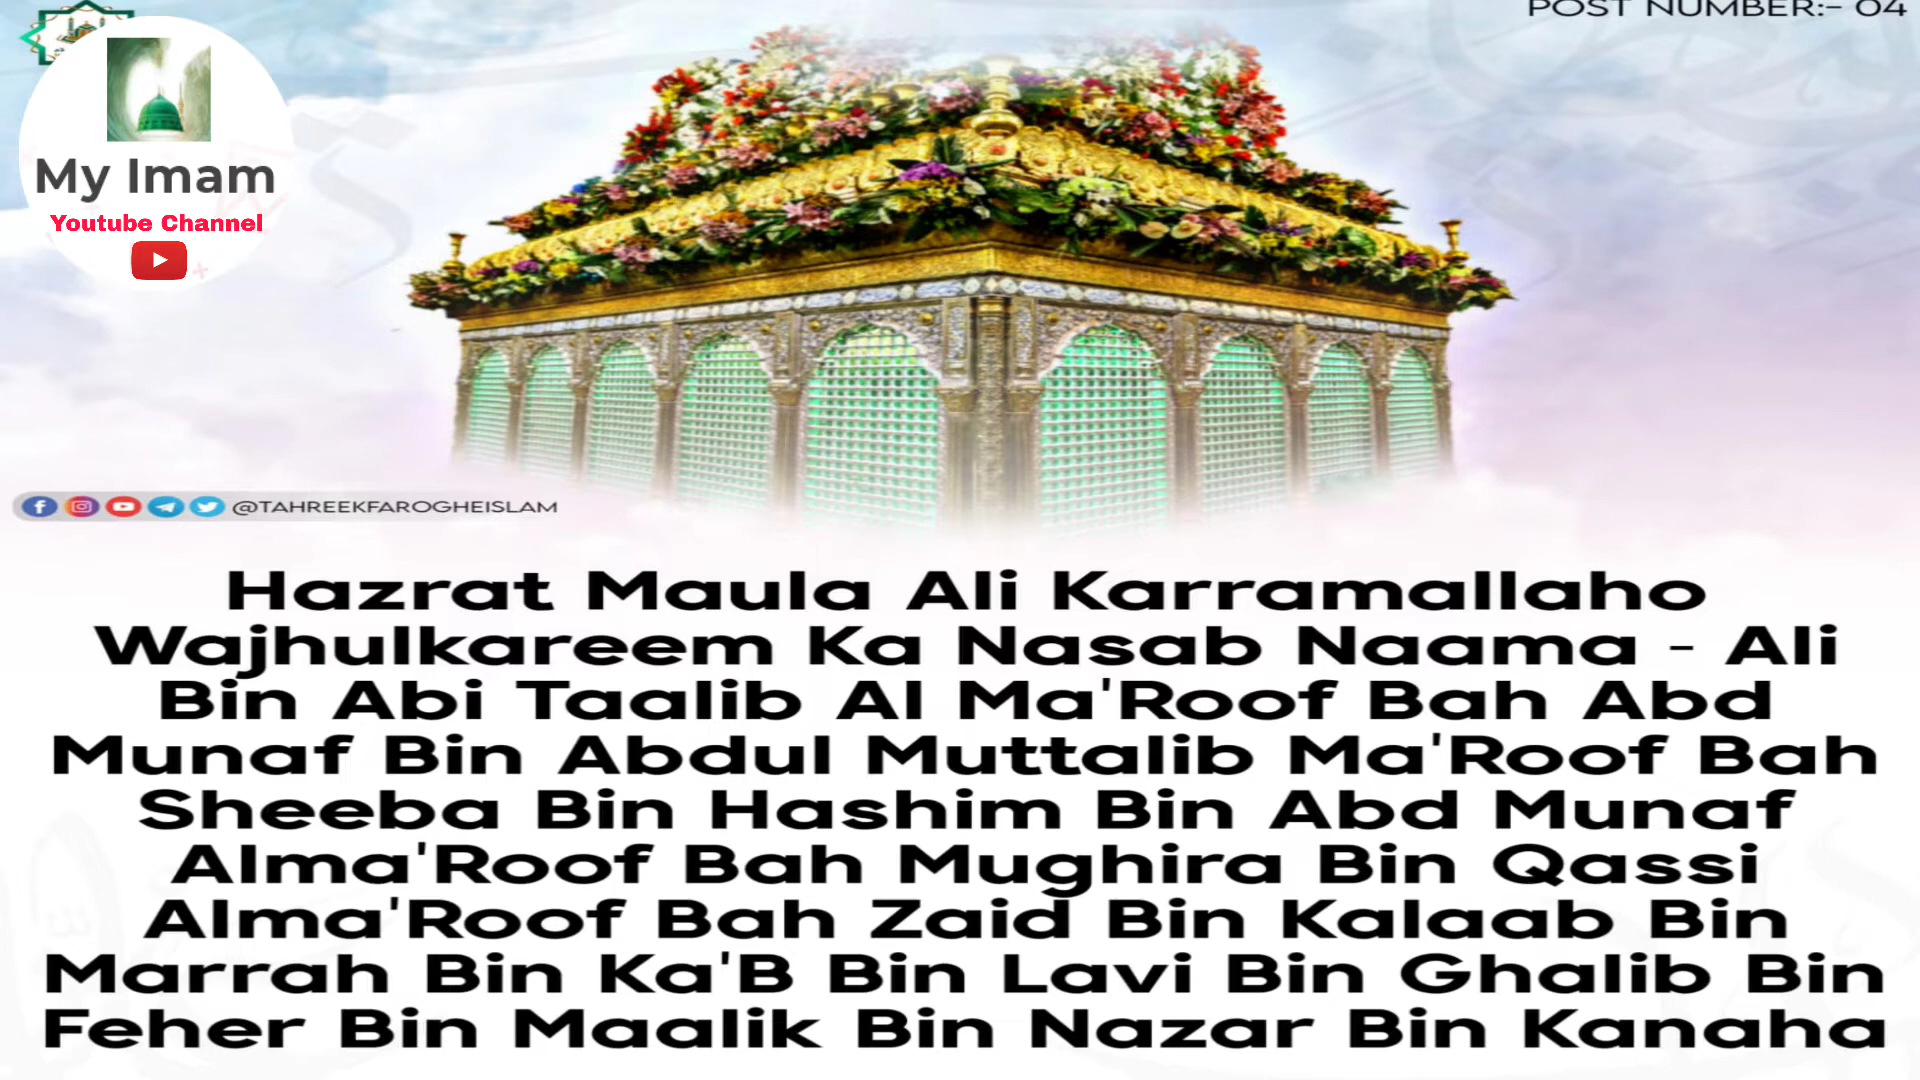 POST NUMBER:- 04
My Imam
Youtube Channel
@TAHREEKFAROGHEISLAM
Hazrat Maula Ali Karramallaho
Wajhulkareem Ka Nasab Naama - Ali
Bin Abi Taalib Al Ma'Roof Bah Abd
Munaf Bin Abdul Muttalib Ma'Roof Bah
Sheeba Bin Hashim Bin Abd Munaf
Alma'Roof Bah Mughira Bin Qassi
Alma'Roof Bah Zaid Bin Kalaab Bin
Marrah Bin Ka'B Bin Lavi Bin Ghalib Bin
Feher Bin Maalik Bin Nazar Bin Kanaha